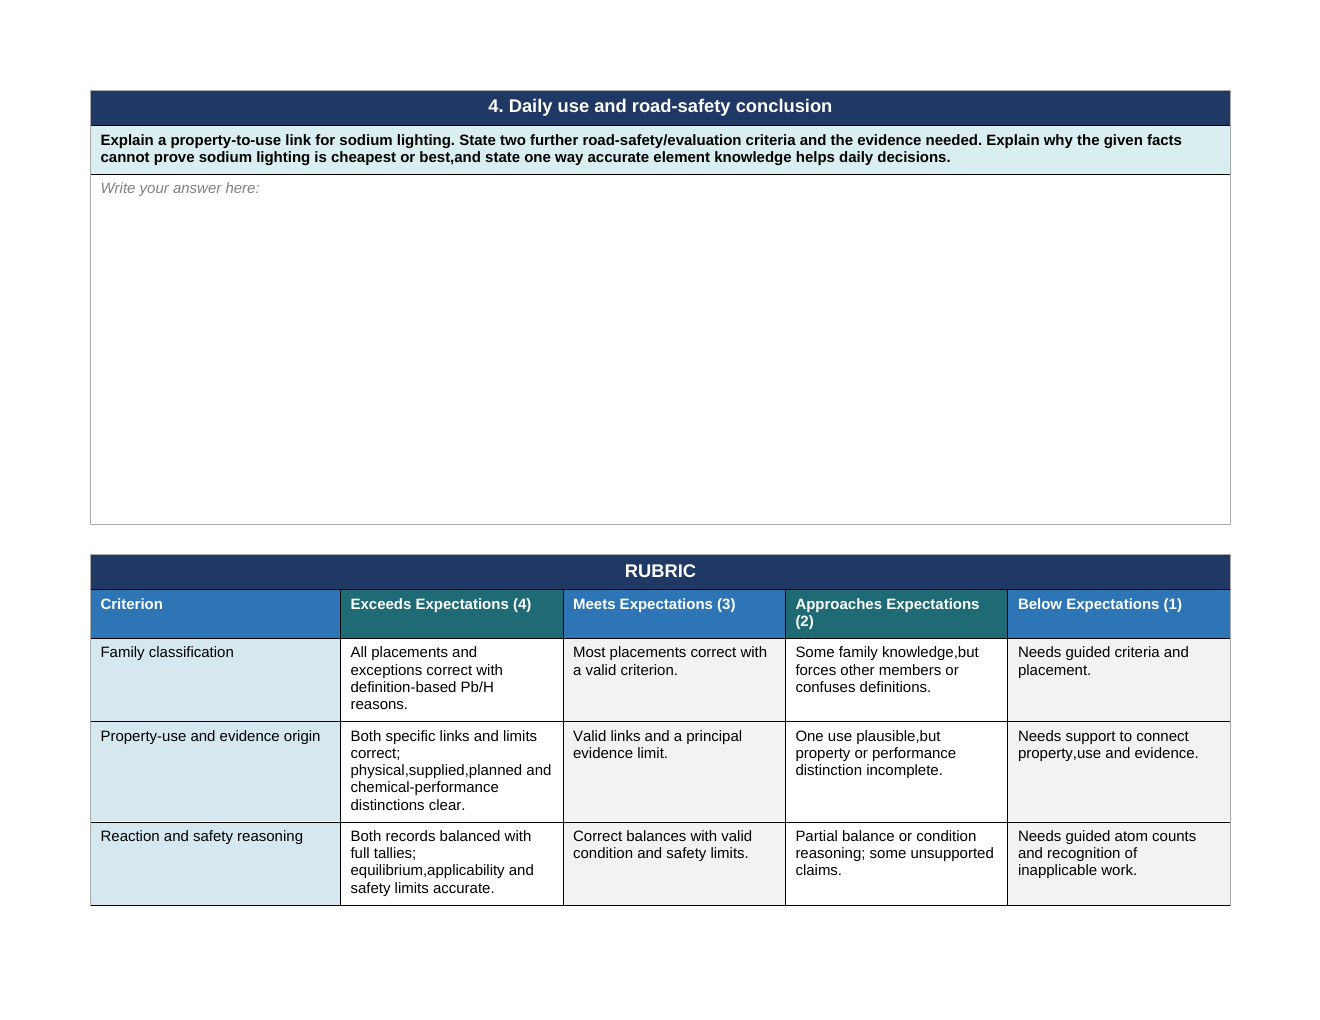 4. Daily use and road-safety conclusion
Explain a property-to-use link for sodium lighting. State two further road-safety/evaluation criteria and the evidence needed. Explain why the given facts
cannot prove sodium lighting is cheapest or best,and state one way accurate element knowledge helps daily decisions.
Write your answer here:
RUBRIC
Criterion
Exceeds Expectations (4)
Meets Expectations (3)
Approaches Expectations
(2)
Below Expectations (1)
Family classification
All placements and
exceptions correct with
definition-based Pb/H
reasons.
Most placements correct with
a valid criterion.
Some family knowledge,but
forces other members or
confuses definitions.
Needs guided criteria and
placement.
Property-use and evidence origin
Both specific links and limits
correct;
physical,supplied,planned and
chemical-performance
distinctions clear.
Valid links and a principal
evidence limit.
One use plausible,but
property or performance
distinction incomplete.
Needs support to connect
property,use and evidence.
Reaction and safety reasoning
Both records balanced with
full tallies;
equilibrium,applicability and
safety limits accurate.
Correct balances with valid
condition and safety limits.
Partial balance or condition
reasoning; some unsupported
claims.
Needs guided atom counts
and recognition of
inapplicable work.